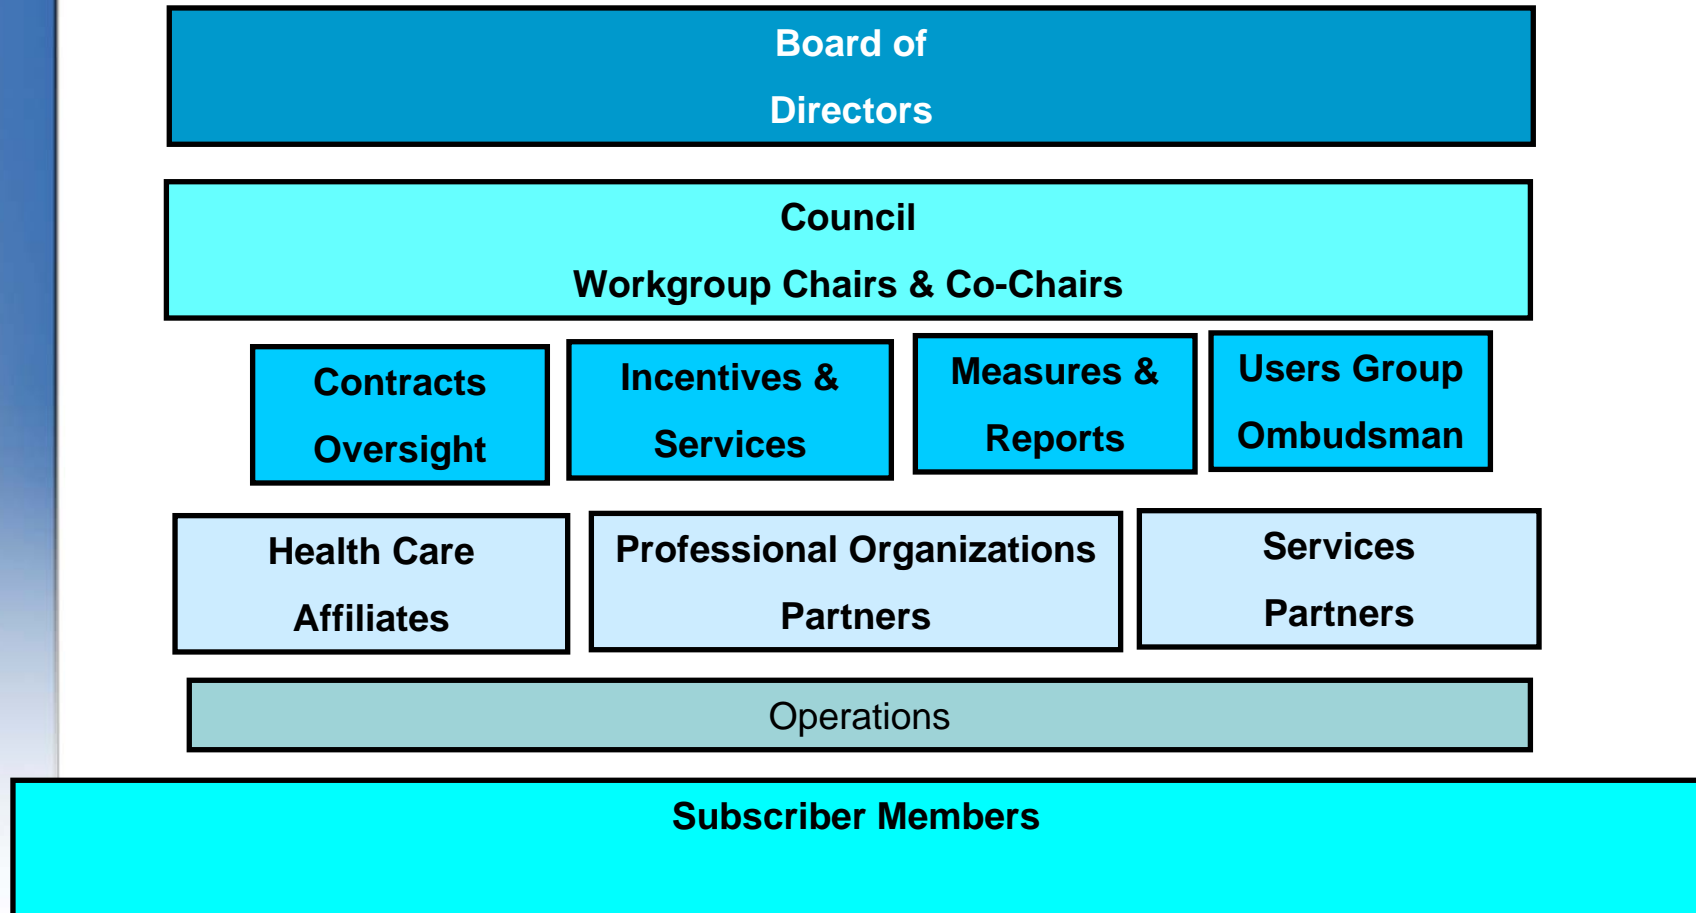 Board of
Directors
Council
Workgroup Chairs & Co-Chairs
Contracts
Oversight
Incentives &
Services
Measures &
Reports
Users Group
Ombudsman
Health Care
Affiliates
Professional Organizations
Partners
Services
Partners
Operations
Subscriber Members